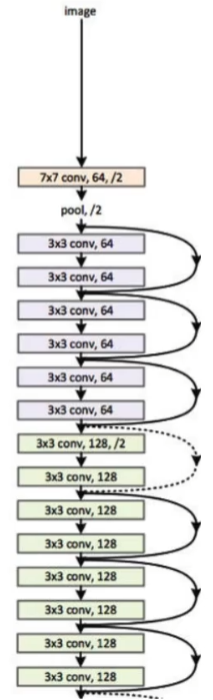 image
7x7 conv, 64, /2
pool, /2
3x3 conv, 64
3x3 conv, 64
3x3 conv, 64
3x3 conv, 64
3x3 conv, 64
3x3 conv, 64
3x3 conv, 128, /2
3x3 conv, 128
3x3 conv, 128
3x3 conv, 128
3x3 conv, 128
3x3 conv, 128
3x3 conv, 128
3x3 conv, 128